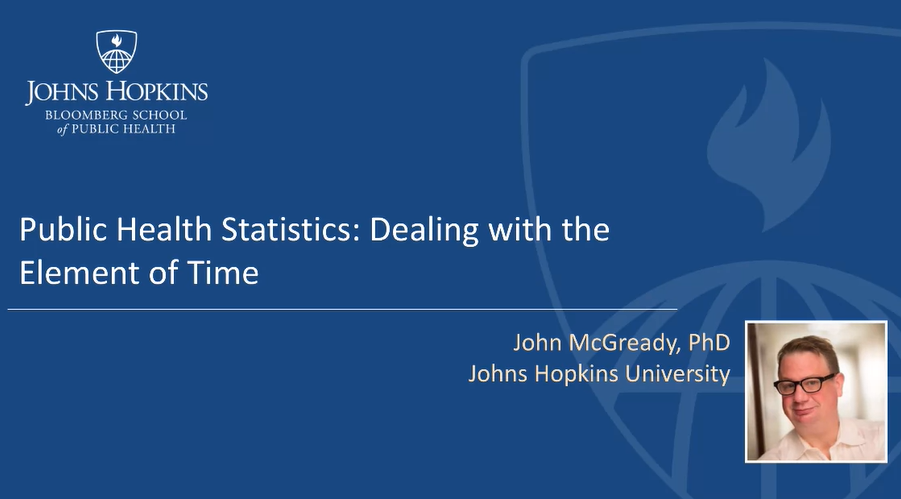 JOHNS HOPKINS
BLOOMBERG SCHOOL
of PUBLIC HEALTH
Public Health Statistics: Dealing with the
Element of Time
John McGready, PhD
Johns Hopkins University